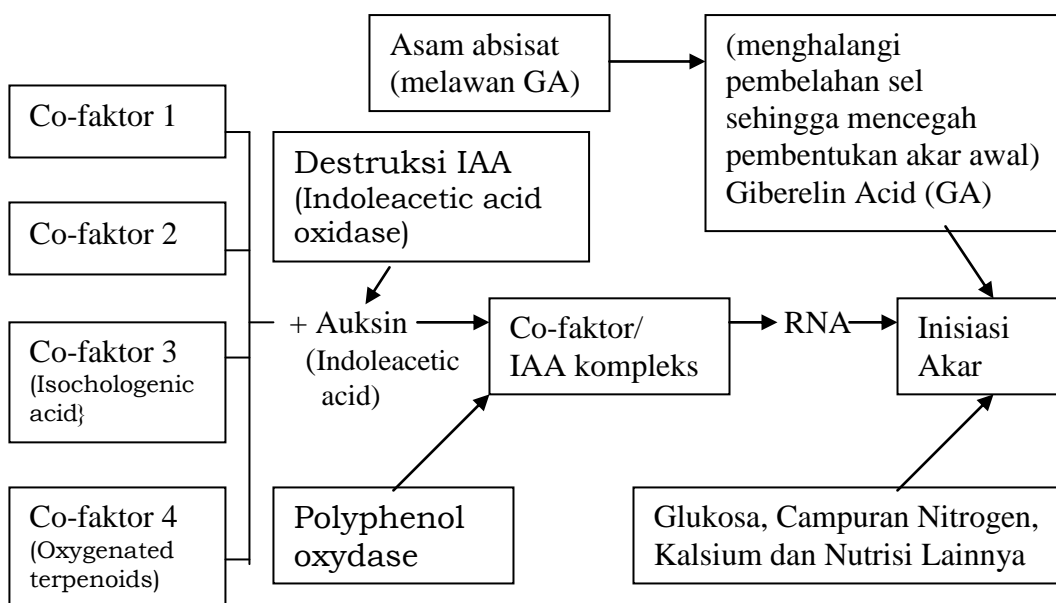 Asam absisat
(melawan GA)
(menghalangi
pembelahan sel
sehingga mencegah
pembentukan akar awal)
Giberelin Acid (GA)
Co-faktor 1
Co-faktor 2
Co-faktor 3
(Isochologenic
acid}
Co-faktor 4
(Oxygenated
terpenoids)
Destruksi IAA
(Indoleacetic acid
oxidase)
+ Auksin
(Indoleacetic
acid)
Co-faktor/
IAA kompleks
RNA
Inisiasi
Akar
Polyphenol
oxydase
Glukosa, Campuran Nitrogen,
Kalsium dan Nutrisi Lainnya